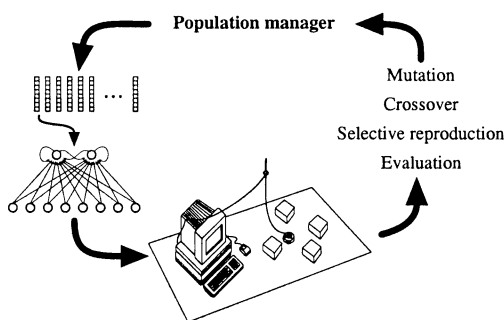 Population manager
Mutation
Crossover
Selective reproduction
Evaluation